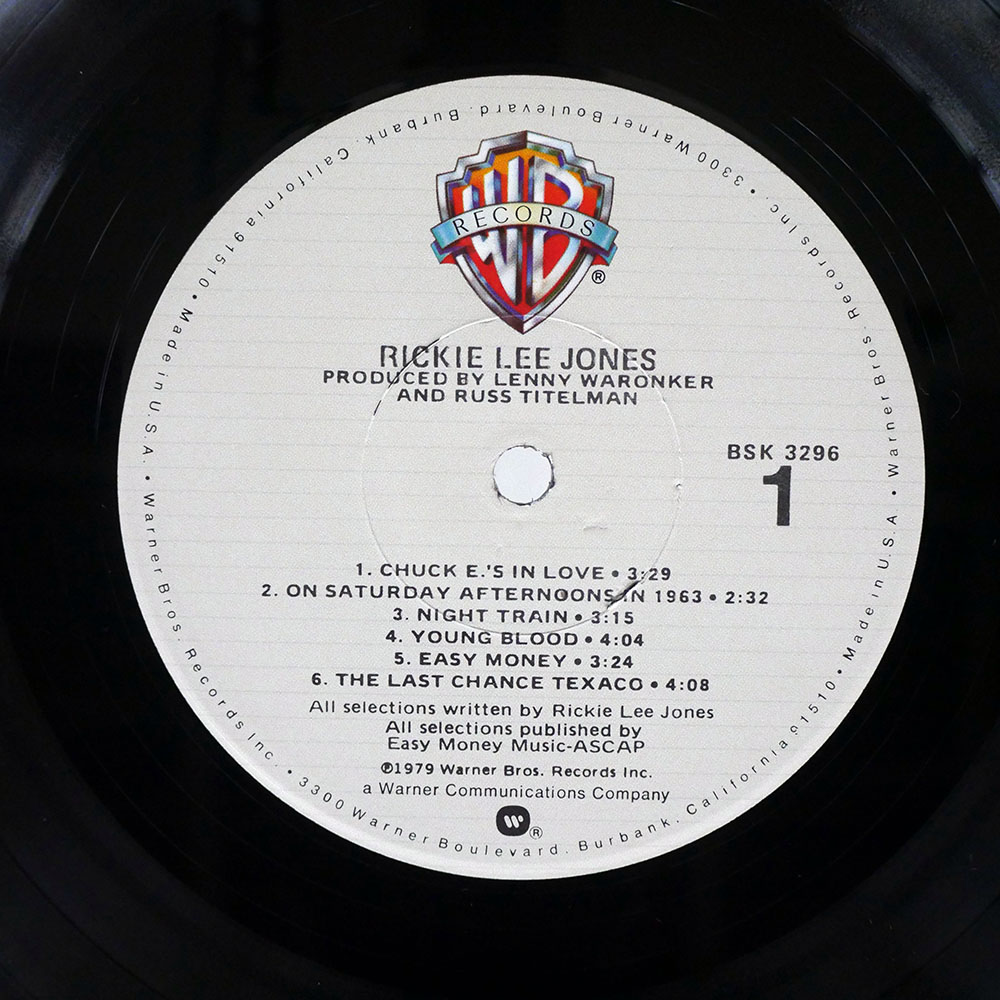 WB
RECORDS
®
RICKIE LEE JONES
PRODUCED BY LENNY WARONKER
AND RUSS TITELMAN
BSK 3296
1
1. CHUCK E.'S IN LOVE • 3:29
2. ON SATURDAY AFTERNOONS IN 1963 • 2:32
3. NIGHT TRAIN • 3:15
4. YOUNG BLOOD • 4:04
5. EASY MONEY • 3:24
6. THE LAST CHANCE TEXACO • 4:08
All selections written by Rickie Lee Jones
All selections published by
Easy Money Music-ASCAP
℗1979 Warner Bros. Records Inc.
a Warner Communications Company
®
Warner Bros. Records Inc. • 3300 Warner Boulevard. Burbank. California 91510 • Made in U.S.A. • Warner Bros. Records Inc. • 3300 Warner Boulevard. Burbank. California 91510 • Made in U.S.A. •